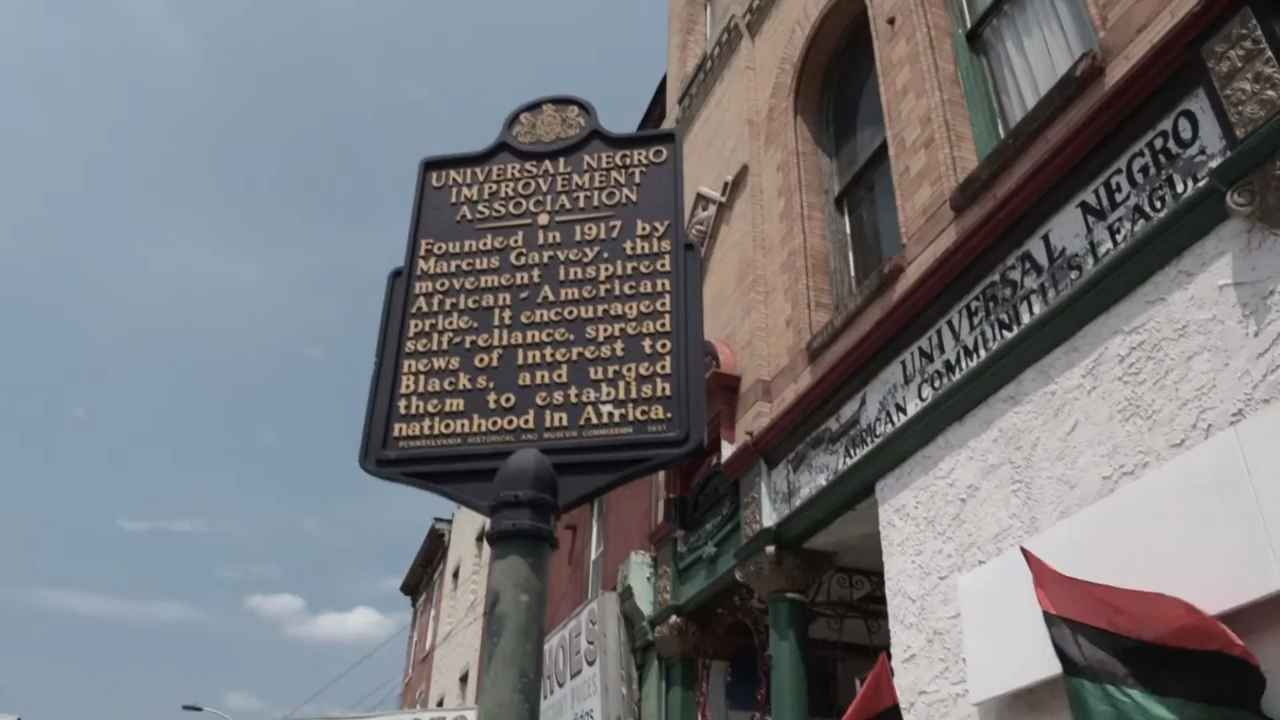 UNIVERSAL NEGRO
IMPROVEMENT
ASSOCIATION
Founded in 1917 by
Marcus Garvey, this
movement inspired
African-American
pride. It encouraged
self-reliance, spread
news of interest to
Blacks, and urged
them to establish
nationhood in Africa.
PENNSYLVANIA HISTORICAL AND MUSEUM COMMISSION 1991
UNIVERSAL NEGRO
AFRICAN COMMUNITIES LEAGUE
HOES